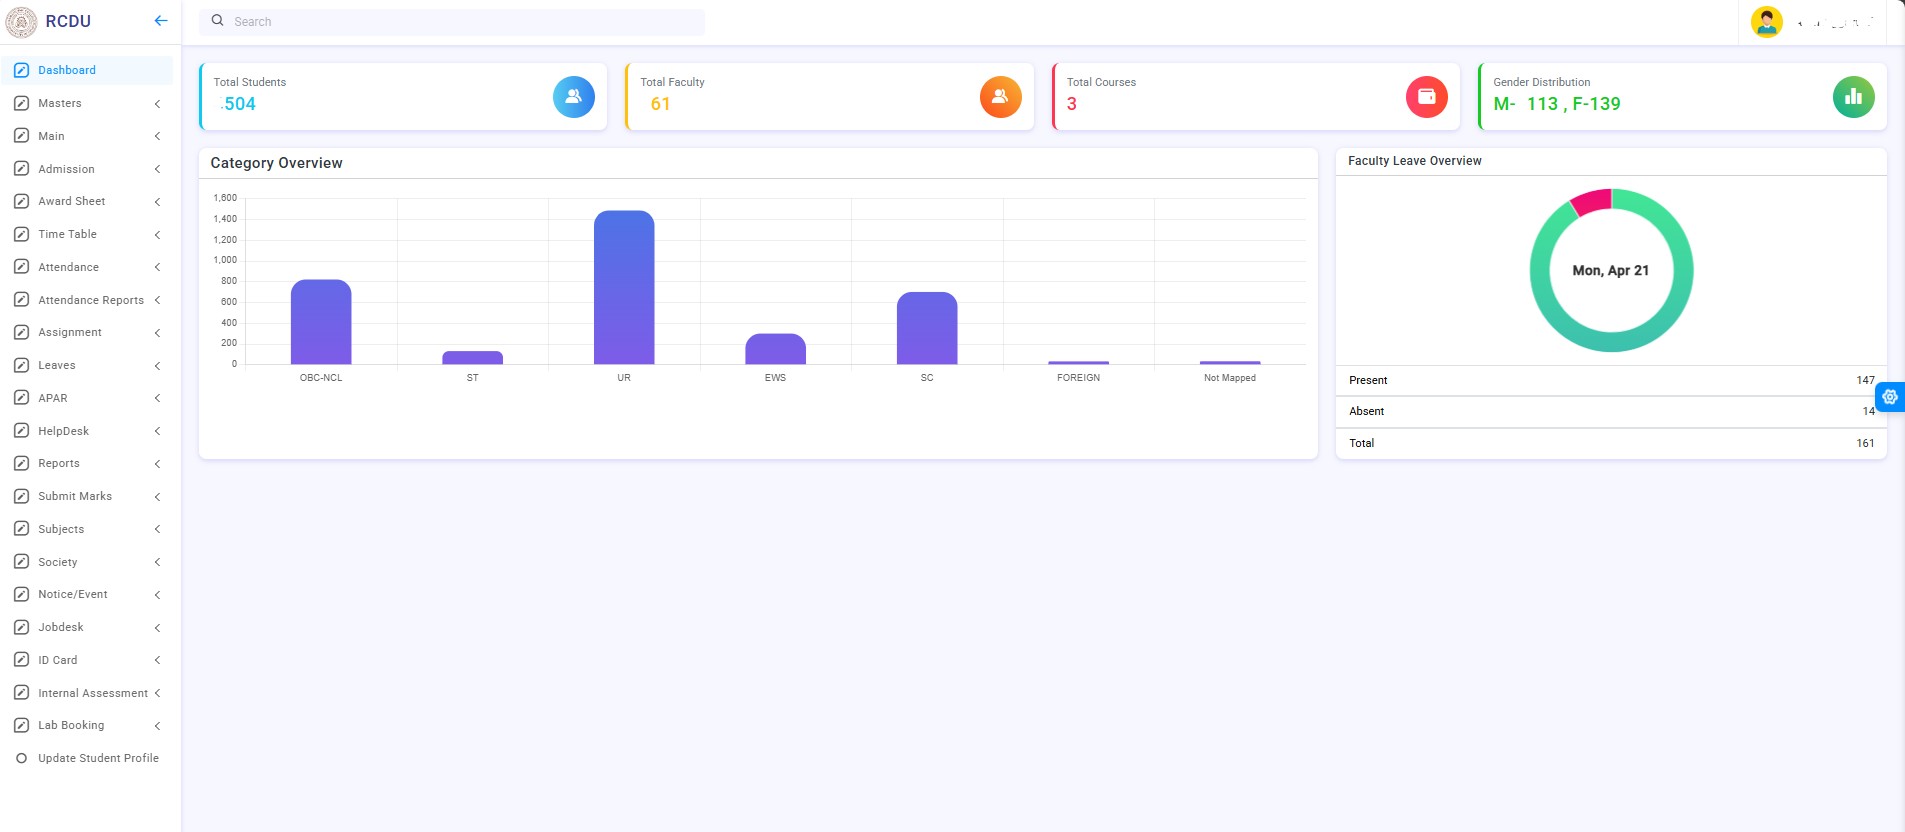 RCDU
Search
Dashboard
Masters
Main
Admission
Award Sheet
Time Table
Attendance
Attendance Reports
Assignment
Leaves
APAR
HelpDesk
Reports
Submit Marks
Subjects
Society
Notice/Event
Jobdesk
ID Card
Internal Assessment
Lab Booking
Update Student Profile
Total Students
504
Total Faculty
61
Total Courses
3
Gender Distribution
M- 113 , F-139
Category Overview
1,600
1,400
1,200
1,000
800
600
400
200
0
OBC-NCL ST UR EWS SC FOREIGN Not Mapped
Faculty Leave Overview
Mon, Apr 21
Present 147
Absent 14
Total 161